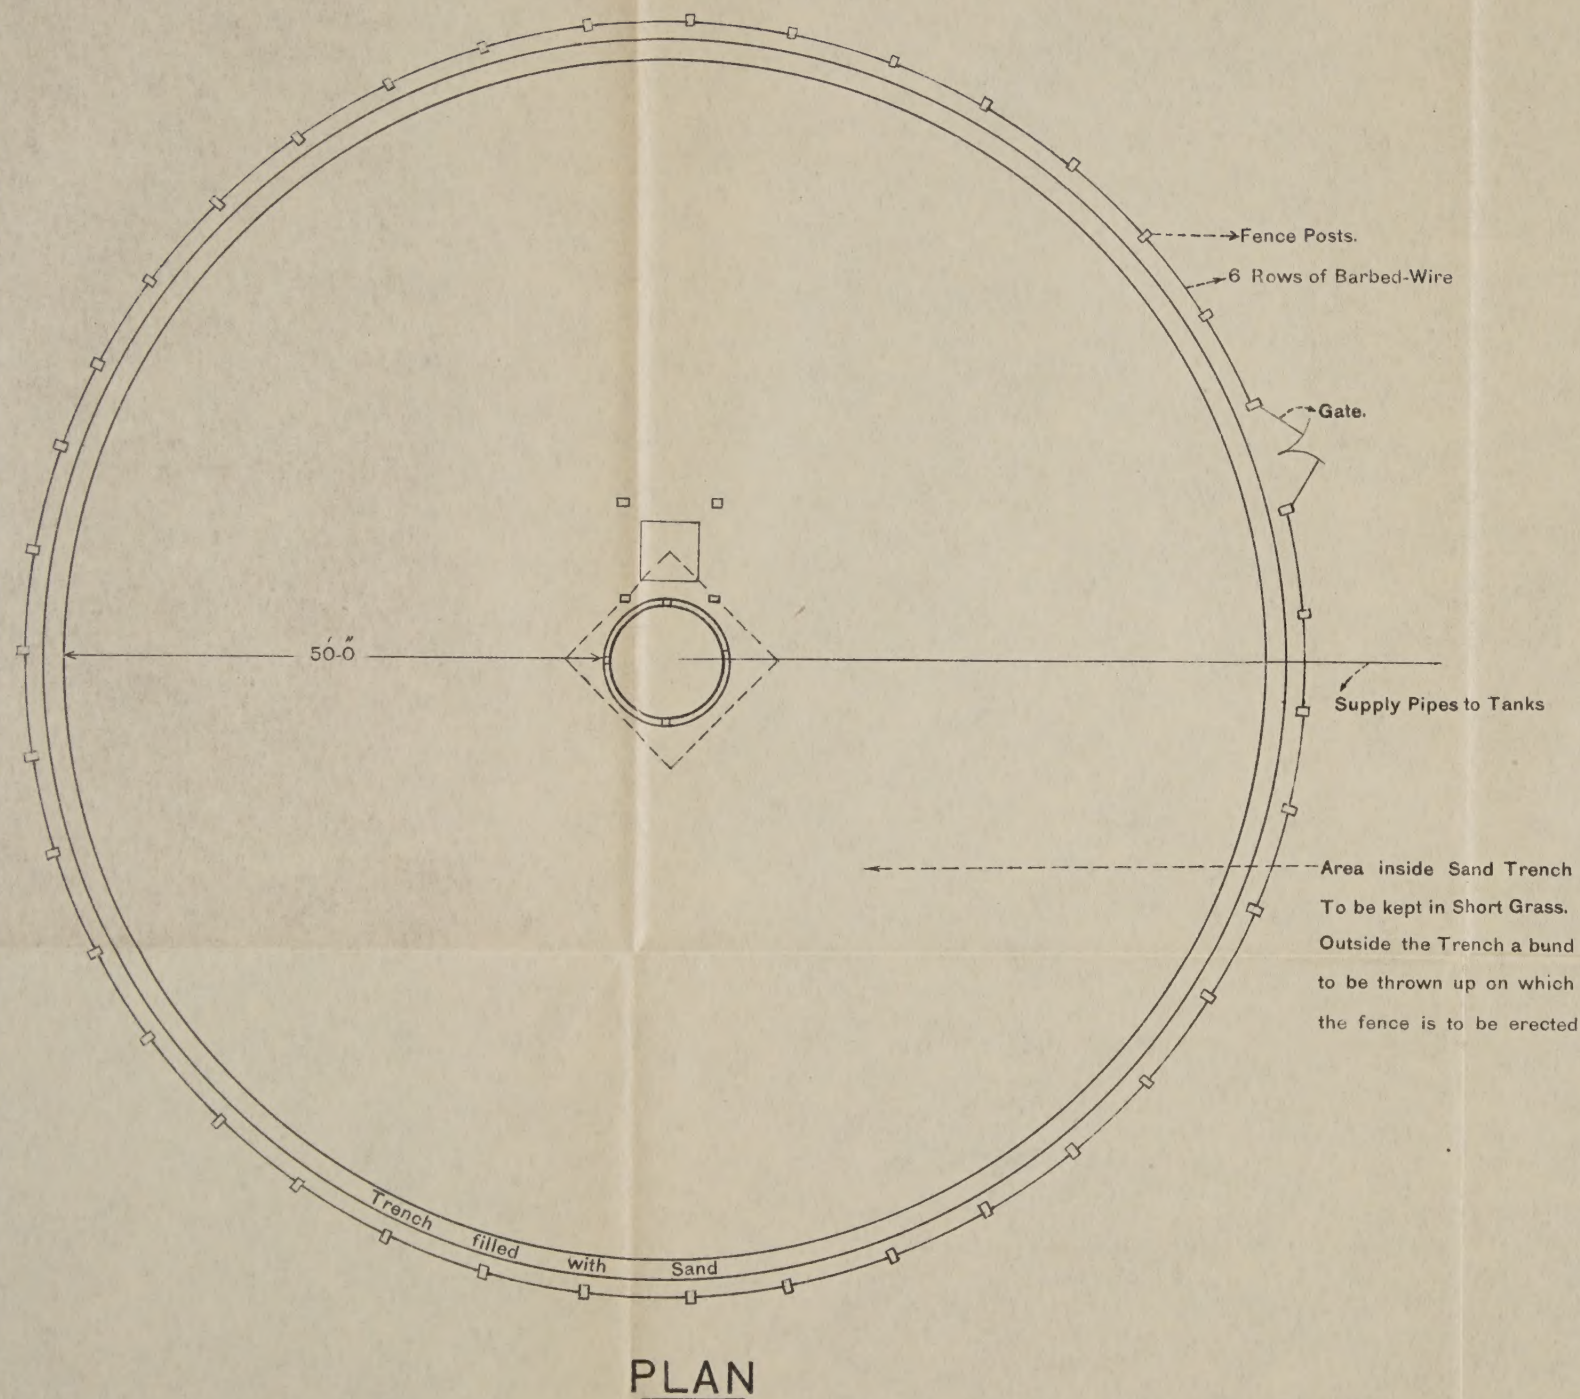 Fence Posts.
6 Rows of Barbed-Wire
Gate.
50'-0"
Supply Pipes to Tanks
Area inside Sand Trench
To be kept in Short Grass.
Outside the Trench a bund
to be thrown up on which
the fence is to be erected
Trench filled with Sand
PLAN